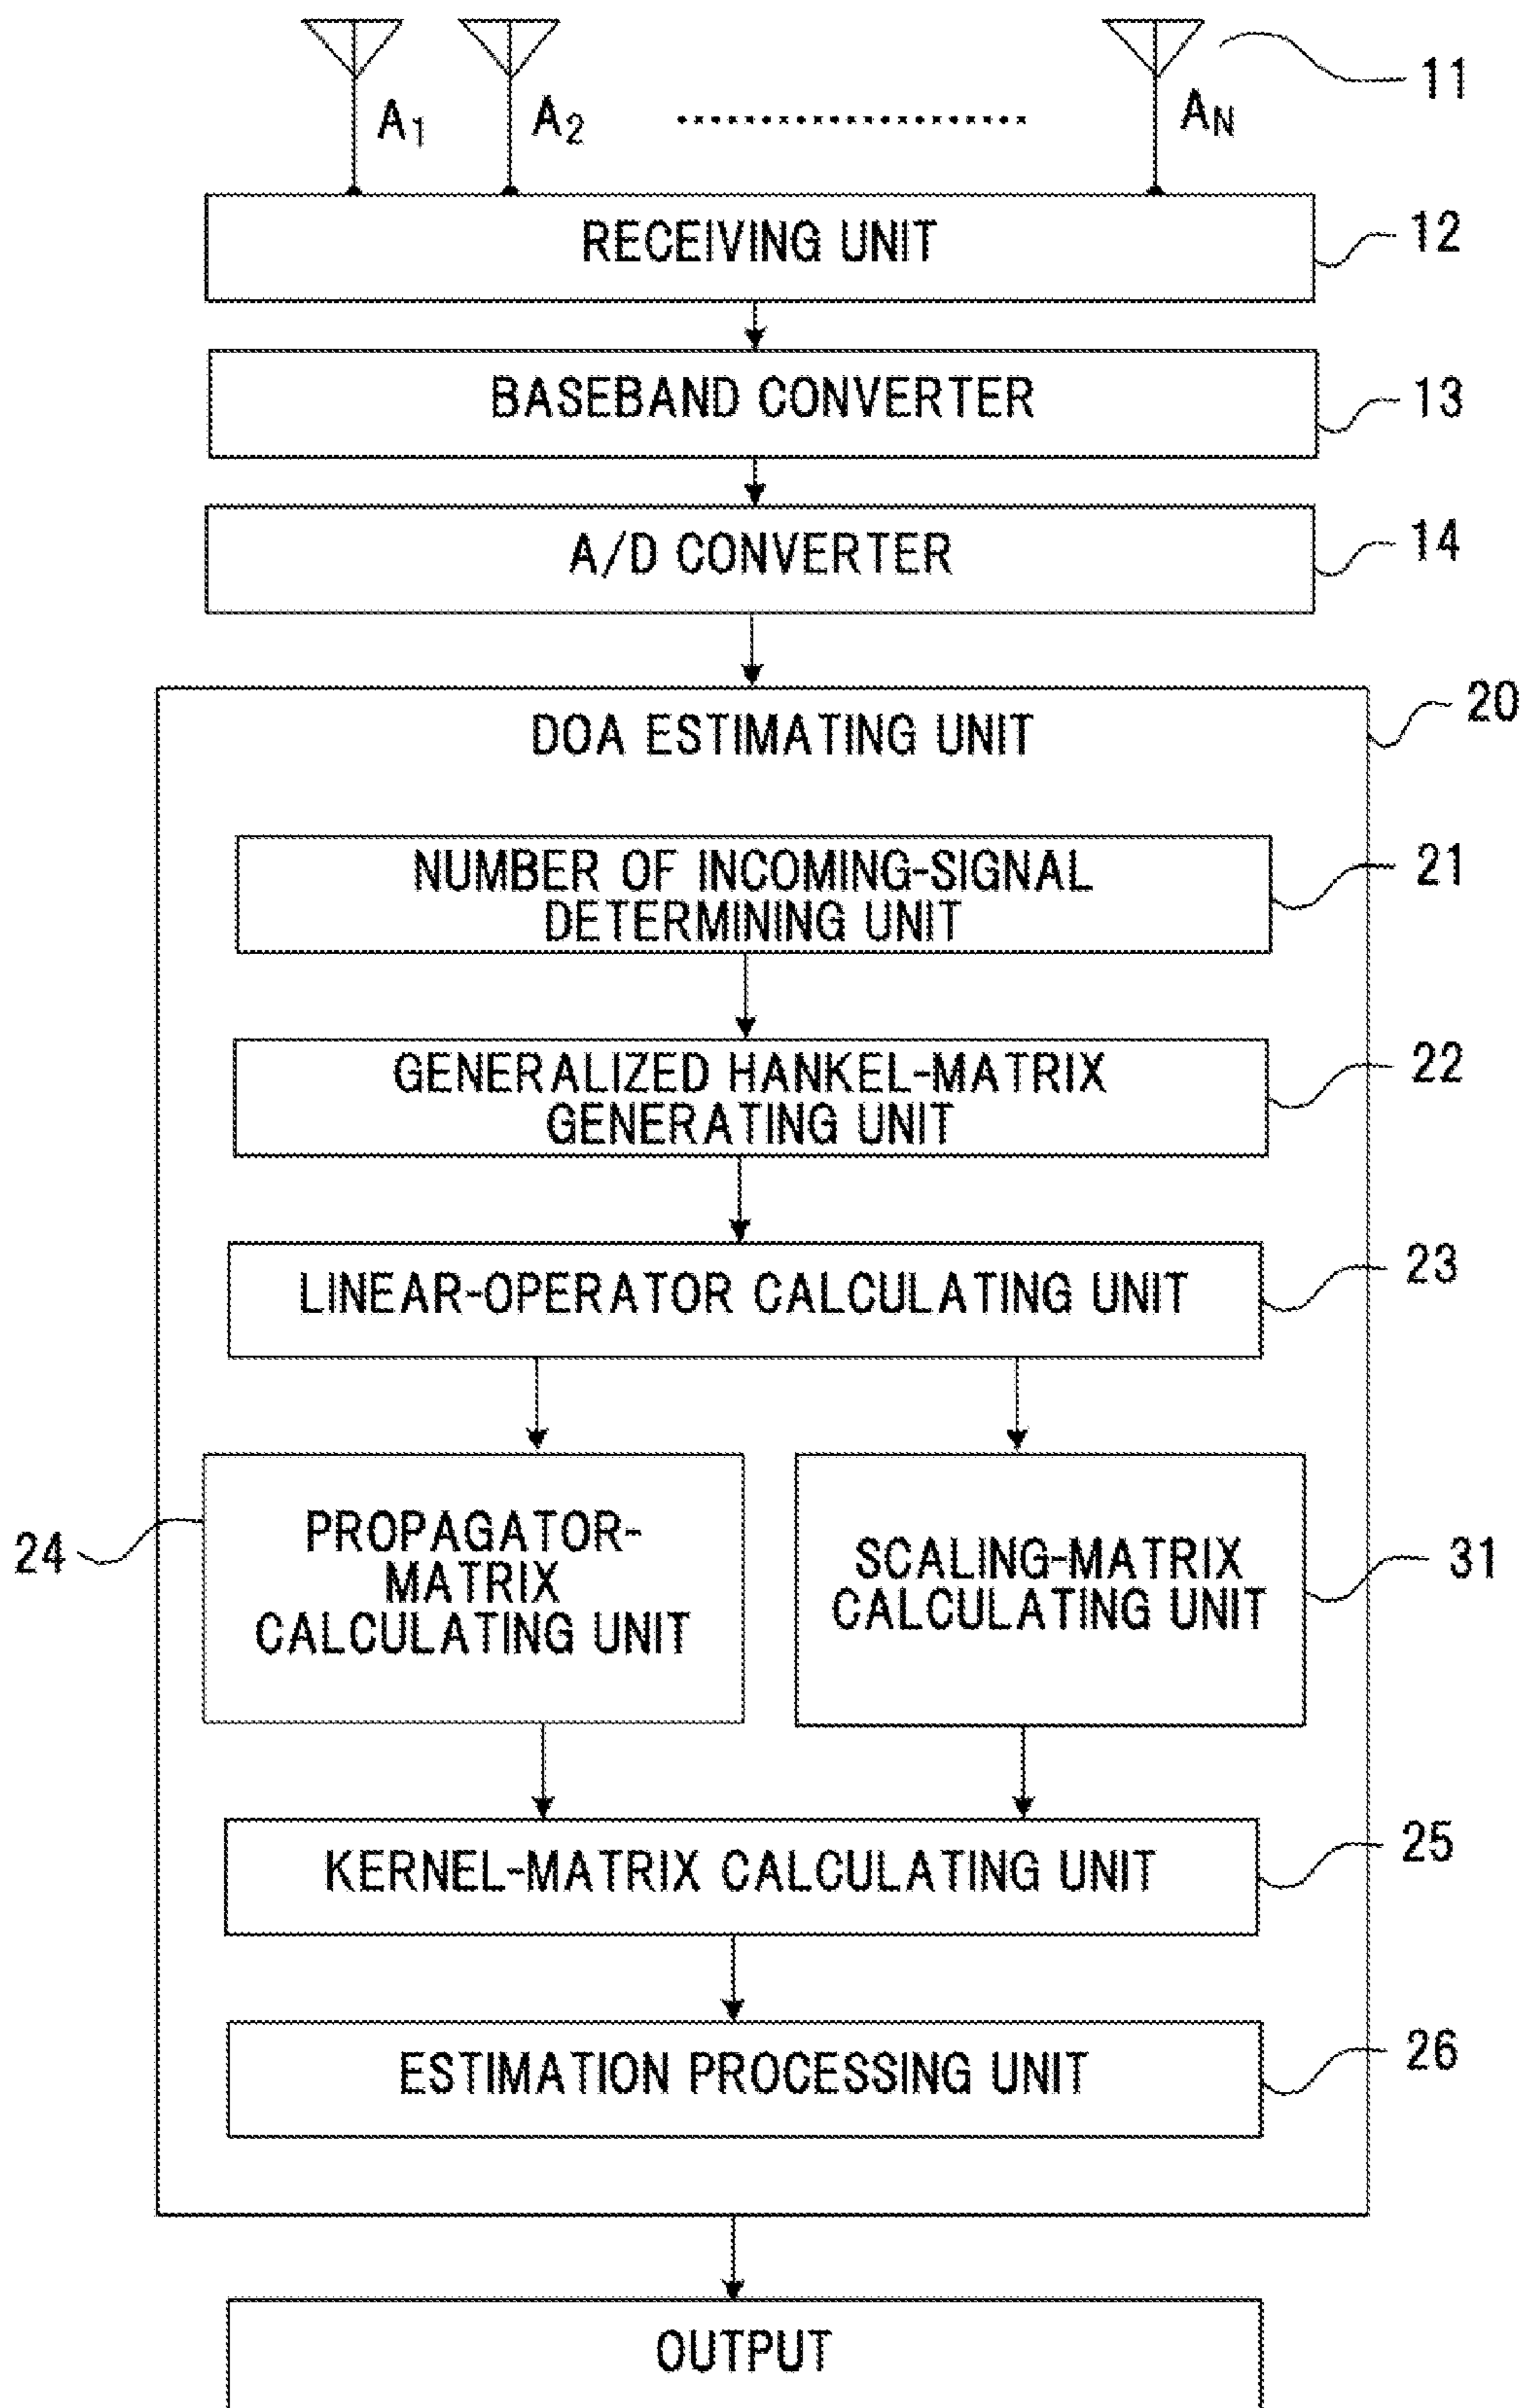 A1 A2 ........................ AN 11
RECEIVING UNIT 12
BASEBAND CONVERTER 13
A/D CONVERTER 14
20
DOA ESTIMATING UNIT
NUMBER OF INCOMING-SIGNAL 21
DETERMINING UNIT
GENERALIZED HANKEL-MATRIX 22
GENERATING UNIT
LINEAR-OPERATOR CALCULATING UNIT 23
24
PROPAGATOR-
MATRIX
CALCULATING UNIT
SCALING-MATRIX
CALCULATING UNIT
31
KERNEL-MATRIX CALCULATING UNIT 25
ESTIMATION PROCESSING UNIT 26
OUTPUT